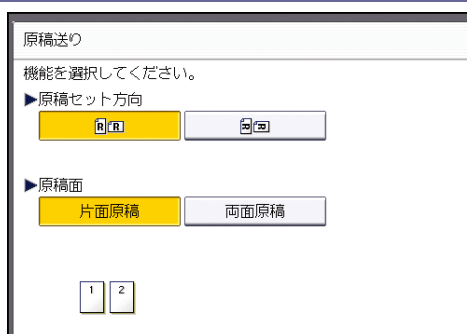 原稿送り
機能を選択してください。
▶原稿セット方向
R R R R
▶原稿面
片面原稿 両面原稿
1 2